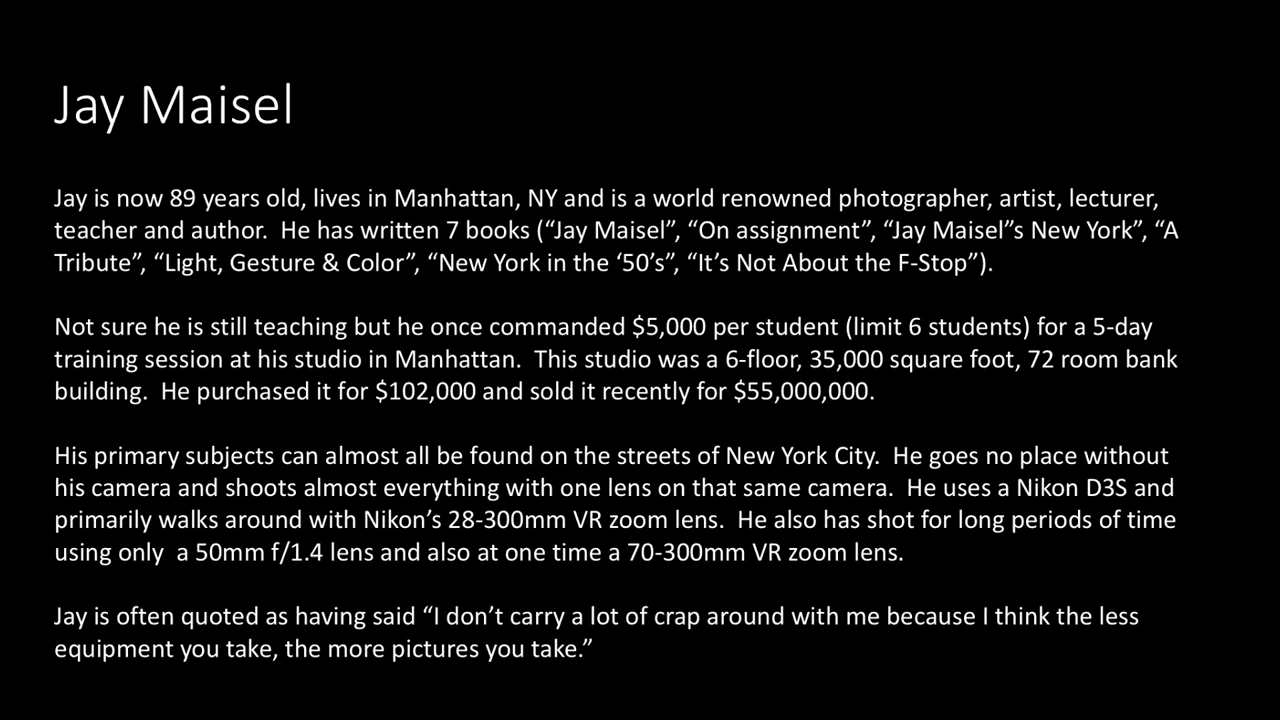 Jay Maisel
Jay is now 89 years old, lives in Manhattan, NY and is a world renowned photographer, artist, lecturer,
teacher and author.  He has written 7 books (“Jay Maisel”, “On assignment”, “Jay Maisel”s New York”, “A
Tribute”, “Light, Gesture & Color”, “New York in the ‘50’s”, “It’s Not About the F-Stop”).
Not sure he is still teaching but he once commanded $5,000 per student (limit 6 students) for a 5-day
training session at his studio in Manhattan.  This studio was a 6-floor, 35,000 square foot, 72 room bank
building.  He purchased it for $102,000 and sold it recently for $55,000,000.
His primary subjects can almost all be found on the streets of New York City.  He goes no place without
his camera and shoots almost everything with one lens on that same camera.  He uses a Nikon D3S and
primarily walks around with Nikon’s 28-300mm VR zoom lens.  He also has shot for long periods of time
using only  a 50mm f/1.4 lens and also at one time a 70-300mm VR zoom lens.
Jay is often quoted as having said “I don’t carry a lot of crap around with me because I think the less
equipment you take, the more pictures you take.”